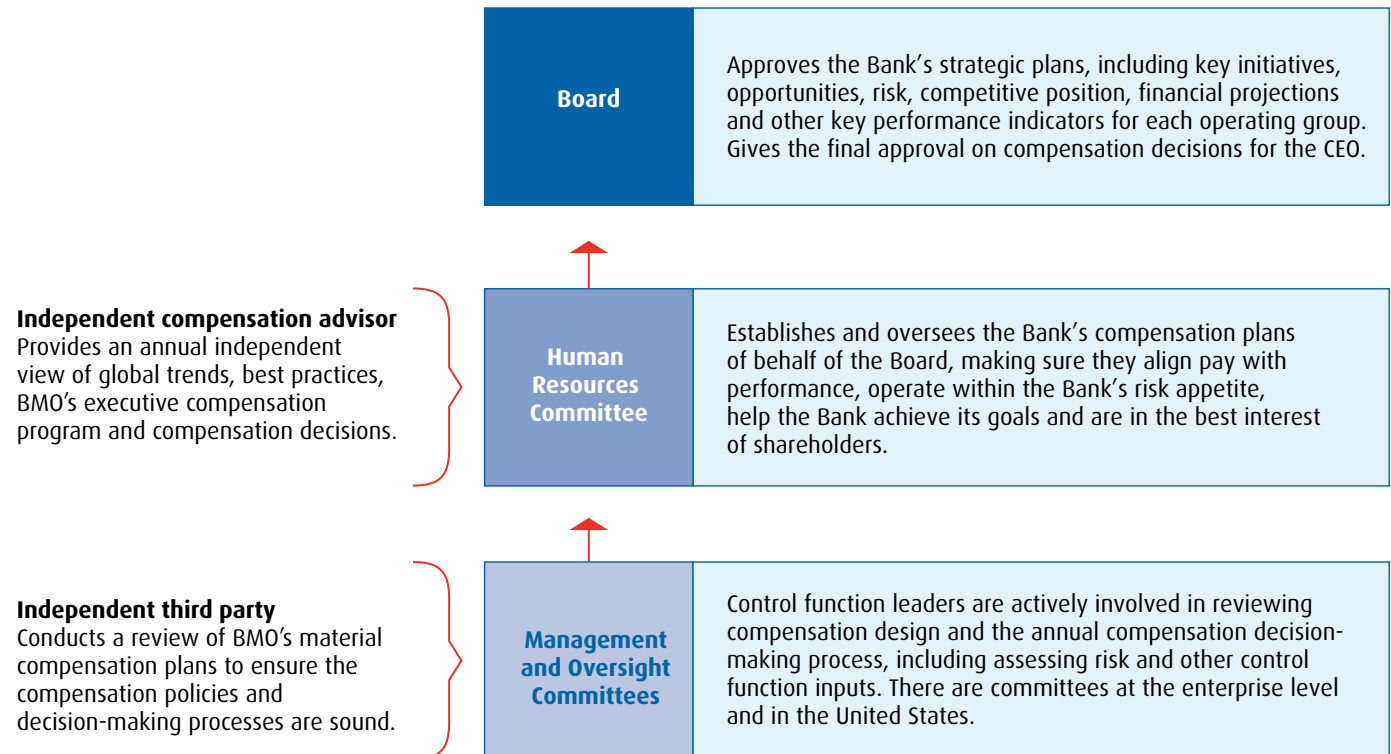 Board
Approves the Bank’s strategic plans, including key initiatives,
opportunities, risk, competitive position, financial projections
and other key performance indicators for each operating group.
Gives the final approval on compensation decisions for the CEO.
Independent compensation advisor
Provides an annual independent
view of global trends, best practices,
BMO’s executive compensation
program and compensation decisions.
Human
Resources
Committee
Establishes and oversees the Bank’s compensation plans
of behalf of the Board, making sure they align pay with
performance, operate within the Bank’s risk appetite,
help the Bank achieve its goals and are in the best interest
of shareholders.
Independent third party
Conducts a review of BMO’s material
compensation plans to ensure the
compensation policies and
decision-making processes are sound.
Management
and Oversight
Committees
Control function leaders are actively involved in reviewing
compensation design and the annual compensation decision-
making process, including assessing risk and other control
function inputs. There are committees at the enterprise level
and in the United States.